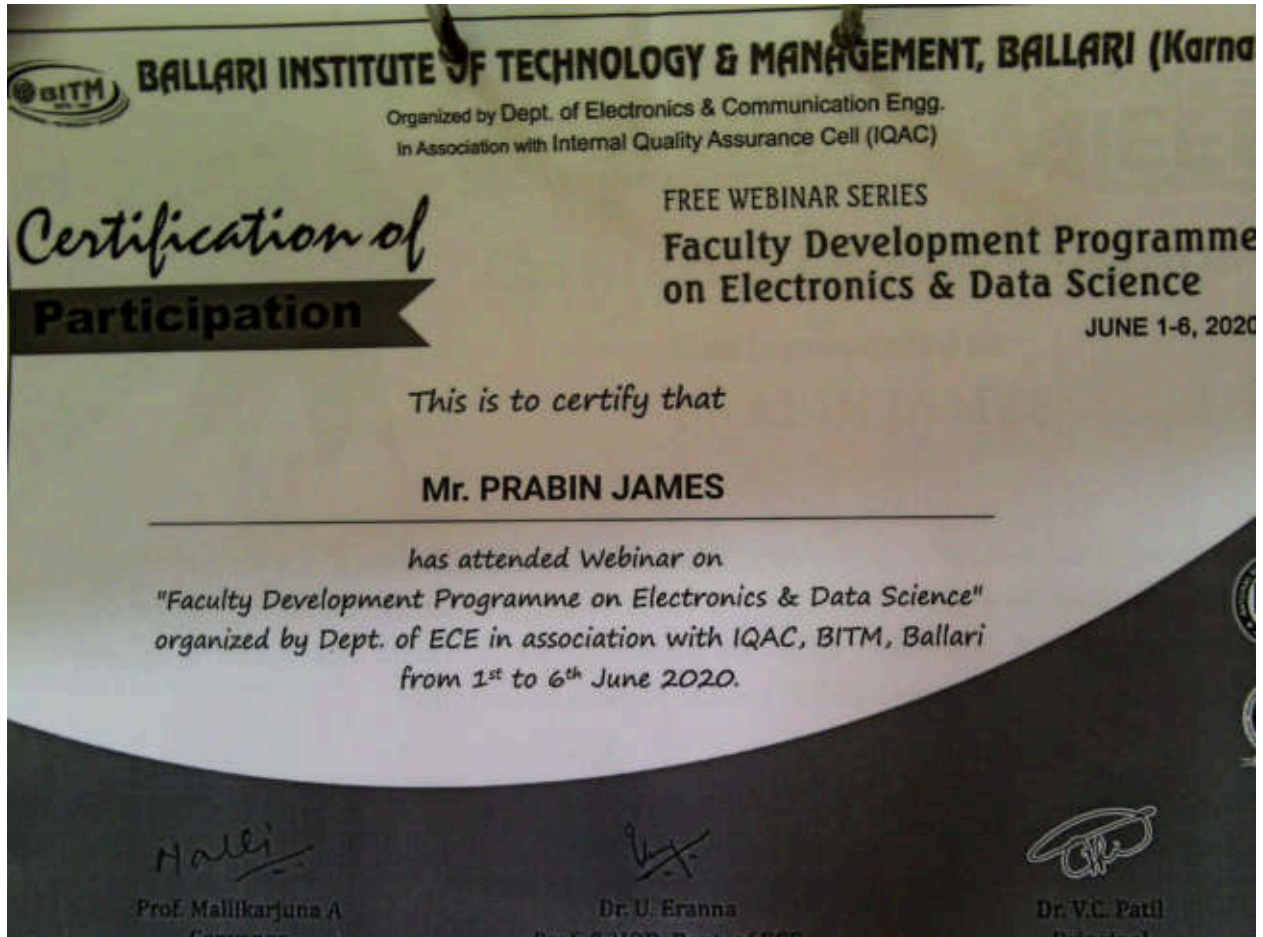 BITM
BALLARI INSTITUTE OF TECHNOLOGY & MANAGEMENT, BALLARI (Karna
Organized by Dept. of Electronics & Communication Engg.
In Association with Internal Quality Assurance Cell (IQAC)
Certification of
Participation
FREE WEBINAR SERIES
Faculty Development Programme
on Electronics & Data Science
JUNE 1-6, 2020
This is to certify that
Mr. PRABIN JAMES
has attended Webinar on
"Faculty Development Programme on Electronics & Data Science"
organized by Dept. of ECE in association with IQAC, BITM, Ballari
from 1st to 6th June 2020.
Malli
Prof. Mallikarjuna A
Dr. U. Eranna
Dr. V.C. Patil